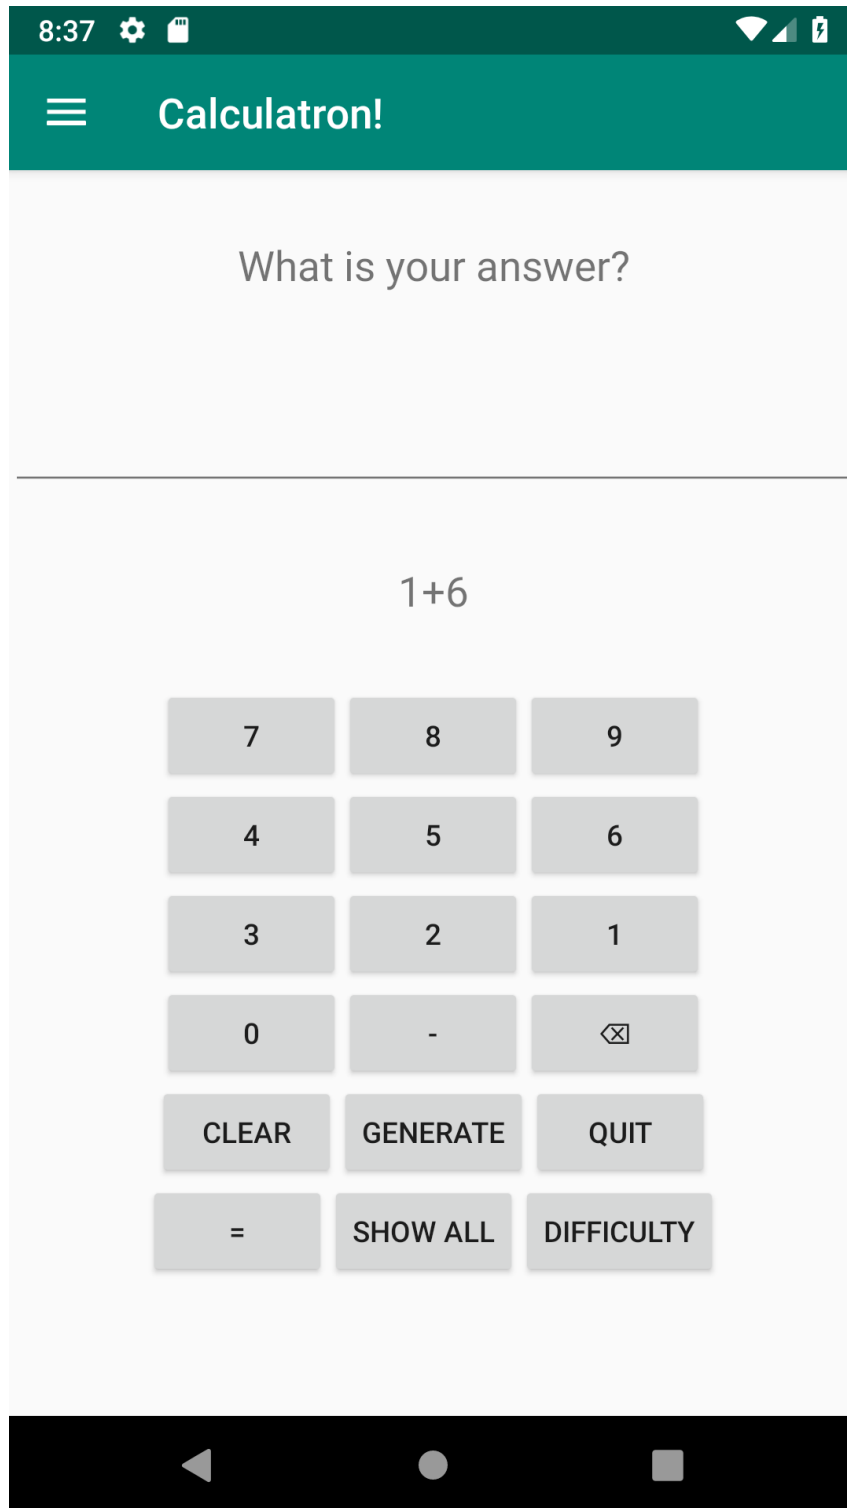 8:37
Calculatron!
What is your answer?
1+6
7 8 9
4 5 6
3 2 1
0 - ⌫
CLEAR GENERATE QUIT
= SHOW ALL DIFFICULTY